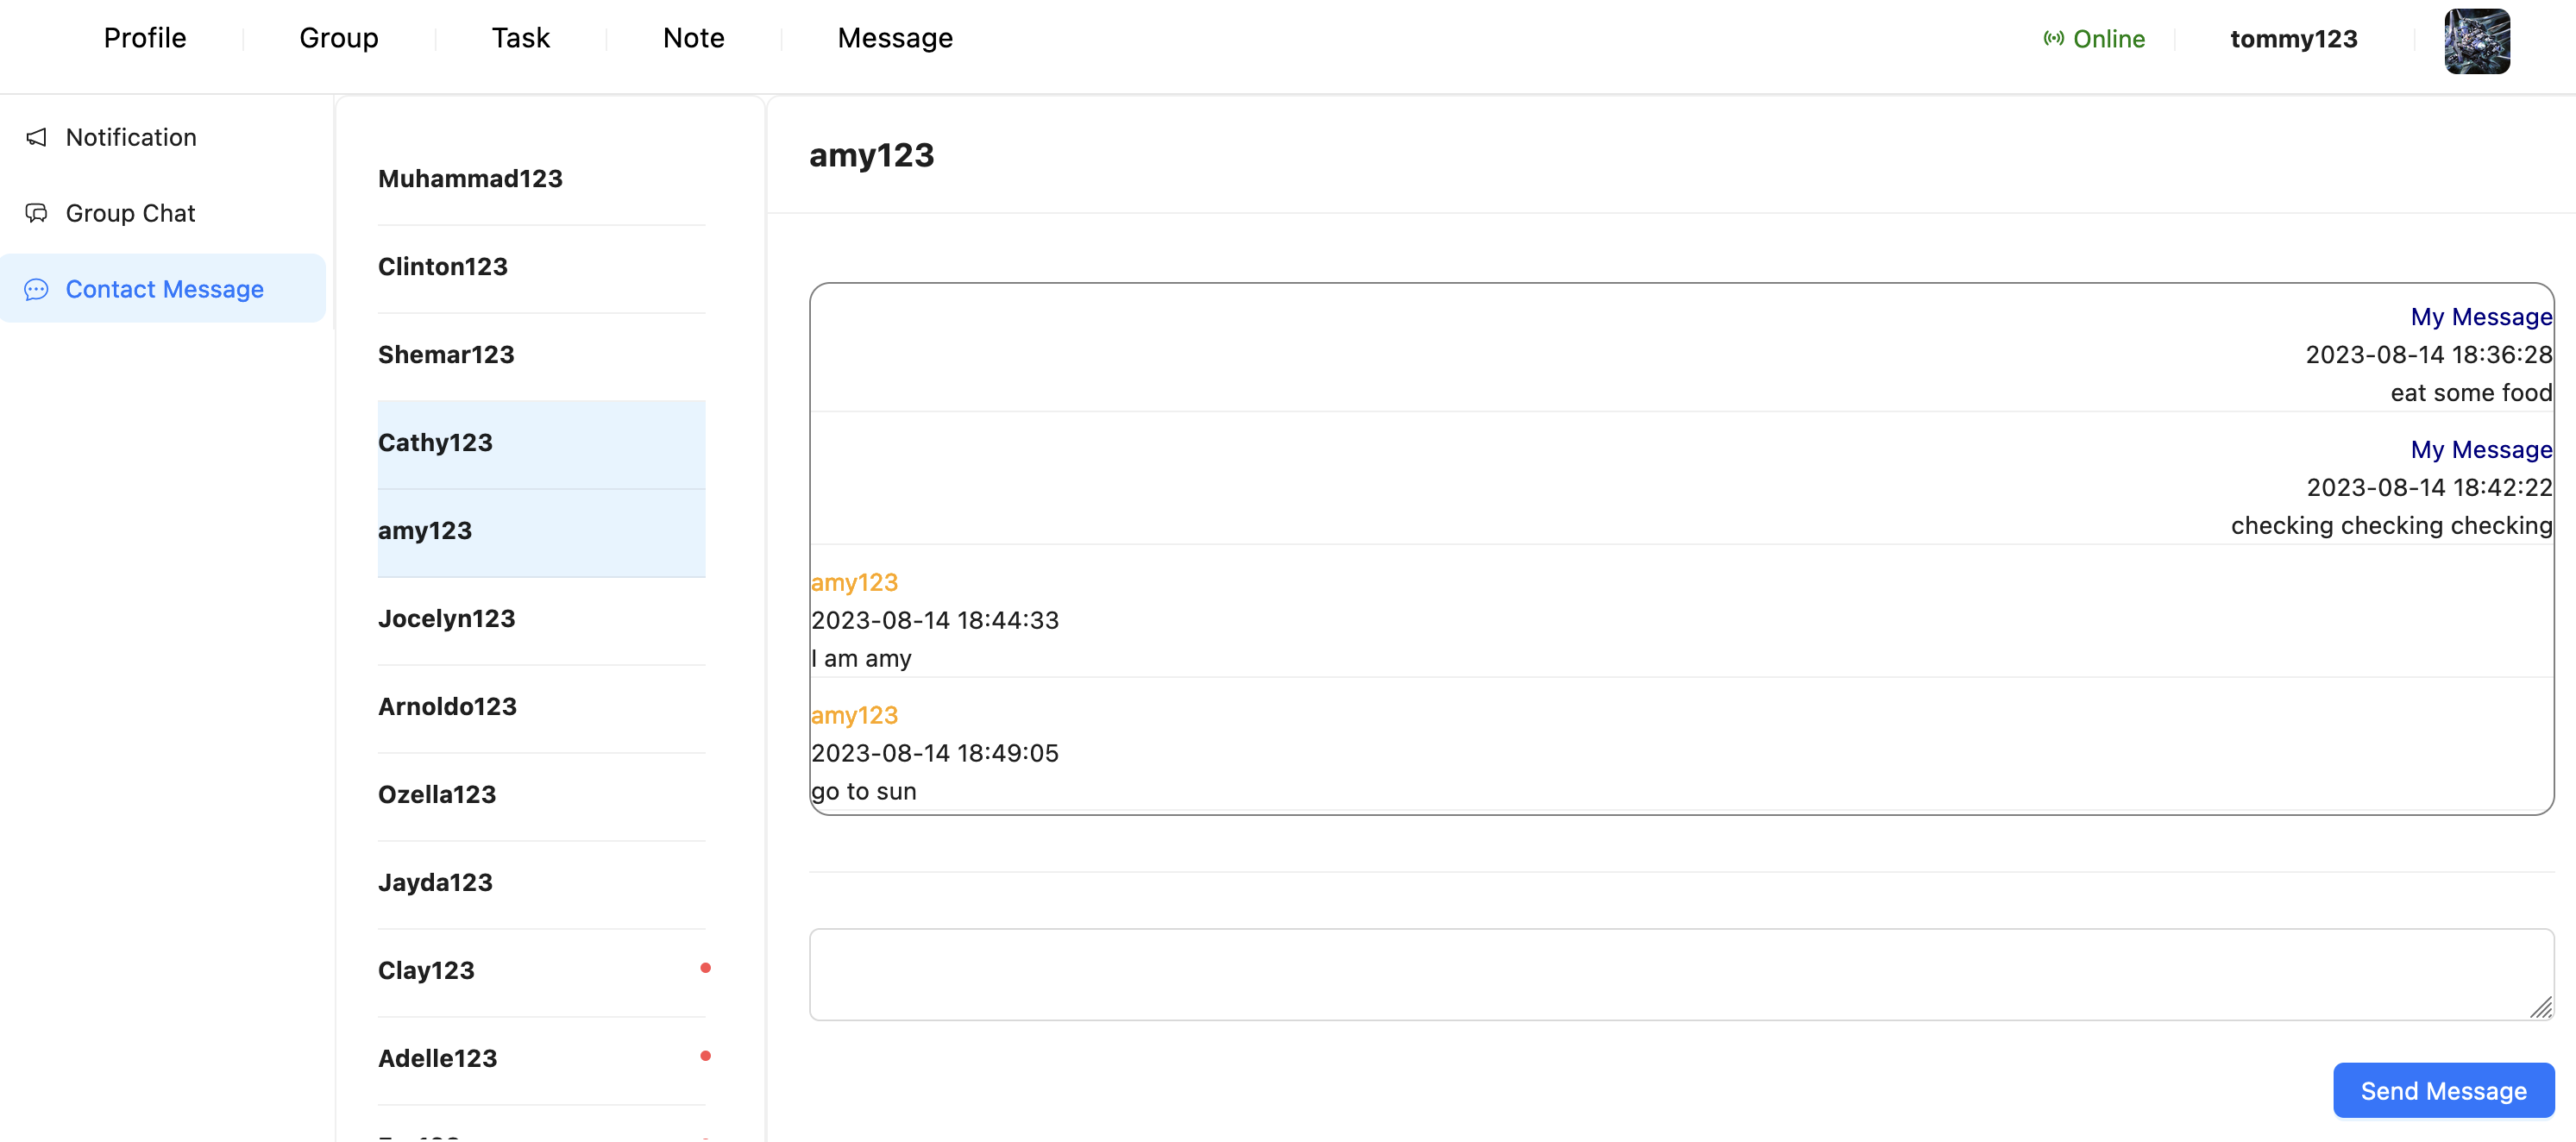 Profile
Group
Task
Note
Message
Online
tommy123
Notification
Group Chat
Contact Message
Muhammad123
Clinton123
Shemar123
Cathy123
amy123
Jocelyn123
Arnoldo123
Ozella123
Jayda123
Clay123
Adelle123
amy123
My Message
2023-08-14 18:36:28
eat some food
My Message
2023-08-14 18:42:22
checking checking checking
amy123
2023-08-14 18:44:33
I am amy
amy123
2023-08-14 18:49:05
go to sun
Send Message